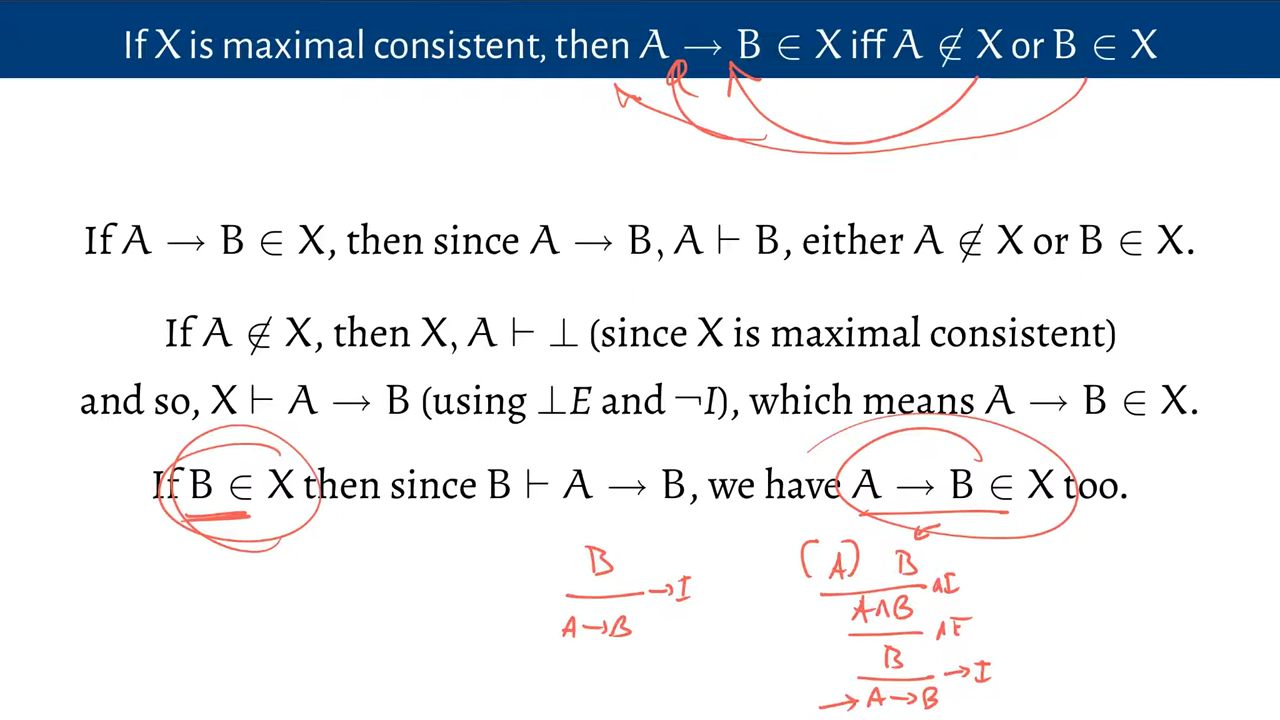 If X is maximal consistent, then A → B ∈ X iff A ∉ X or B ∈ X
If A → B ∈ X, then since A → B, A ⊢ B, either A ∉ X or B ∈ X.
If A ∉ X, then X, A ⊢ ⊥ (since X is maximal consistent)
and so, X ⊢ A → B (using ⊥E and ¬I), which means A → B ∈ X.
If B ∈ X then since B ⊢ A → B, we have A → B ∈ X too.
B
→I
A→B
(A) B
∧I
A∧B
∧E
B
→I
→ A→B